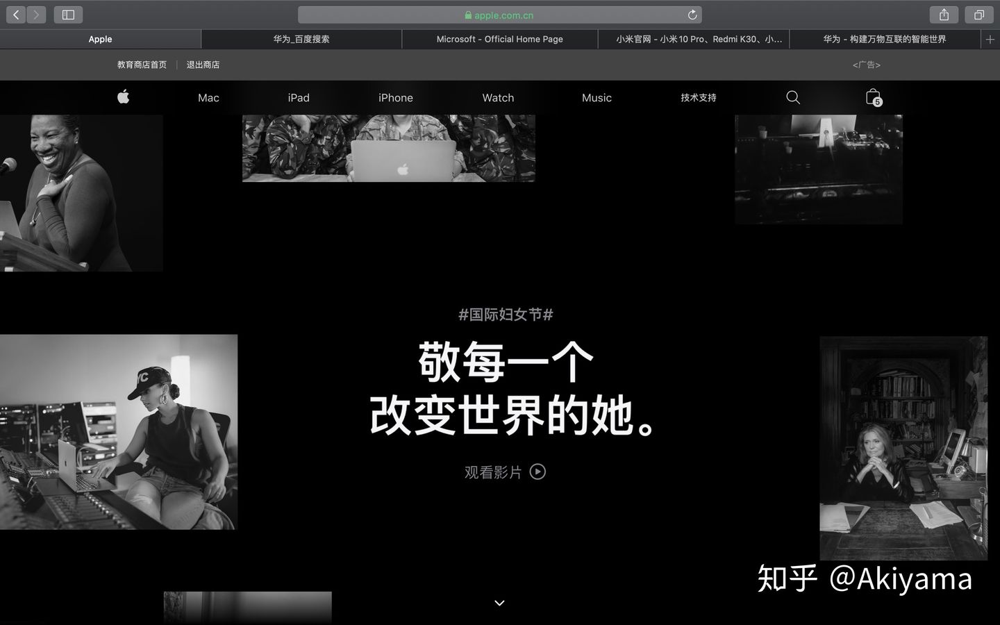 apple.com.cn
Apple
华为_百度搜索
Microsoft - Official Home Page
小米官网 - 小米10 Pro、Redmi K30、小...
华为 - 构建万物互联的智能世界
教育商店首页
退出商店
<广告>
Mac
iPad
iPhone
Watch
Music
技术支持
5
#国际妇女节#
敬每一个
改变世界的她。
观看影片
知乎 @Akiyama